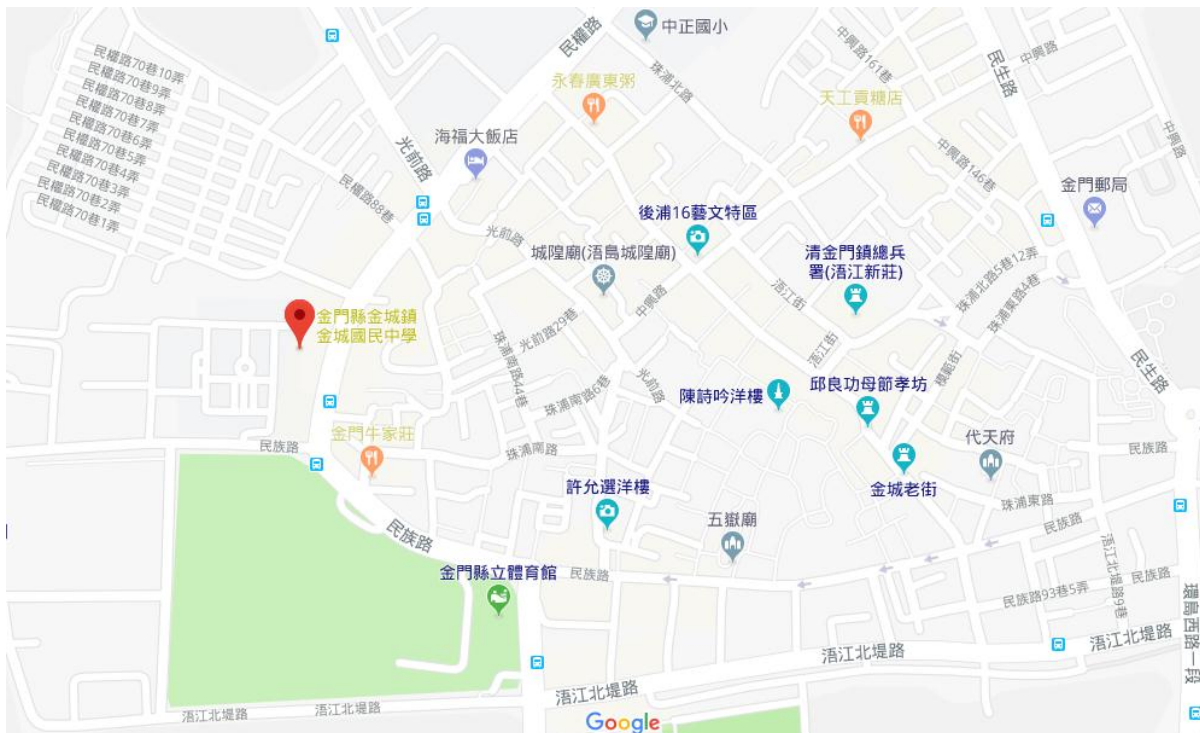 中正國小
民權路
珠浦北路
中興路161巷
民生路
中興路
民權路70巷10弄
民權路70巷9弄
民權路70巷8弄
民權路70巷7弄
民權路70巷6弄
民權路70巷5弄
民權路70巷4弄
民權路70巷3弄
民權路70巷2弄
民權路70巷1弄
永春廣東粥
天工貢糖店
海福大飯店
光前路
民權路88巷
中興路146巷
中興路
金門郵局
後浦16藝文特區
光前路
城隍廟(浯島城隍廟)
中興路
浯江街
清金門鎮總兵
署(浯江新莊)
珠浦北路5巷12弄
珠浦東路4巷
金門縣金城鎮
金城國民中學
光前路29巷
珠浦南路44巷
浯江街
模範街
民生路
珠浦南路6巷
光前路
陳詩吟洋樓
邱良功母節孝坊
金門牛家莊
民族路
珠浦南路
代天府
民族路
金城老街
許允選洋樓
珠浦東路
五嶽廟
民族路
民族路
金門縣立體育館
民族路
浯江北堤路9巷
民族路
民族路93巷5弄
環島西路一段
浯江北堤路
浯江北堤路
浯江北堤路
浯江北堤路
浯江北堤路
Google